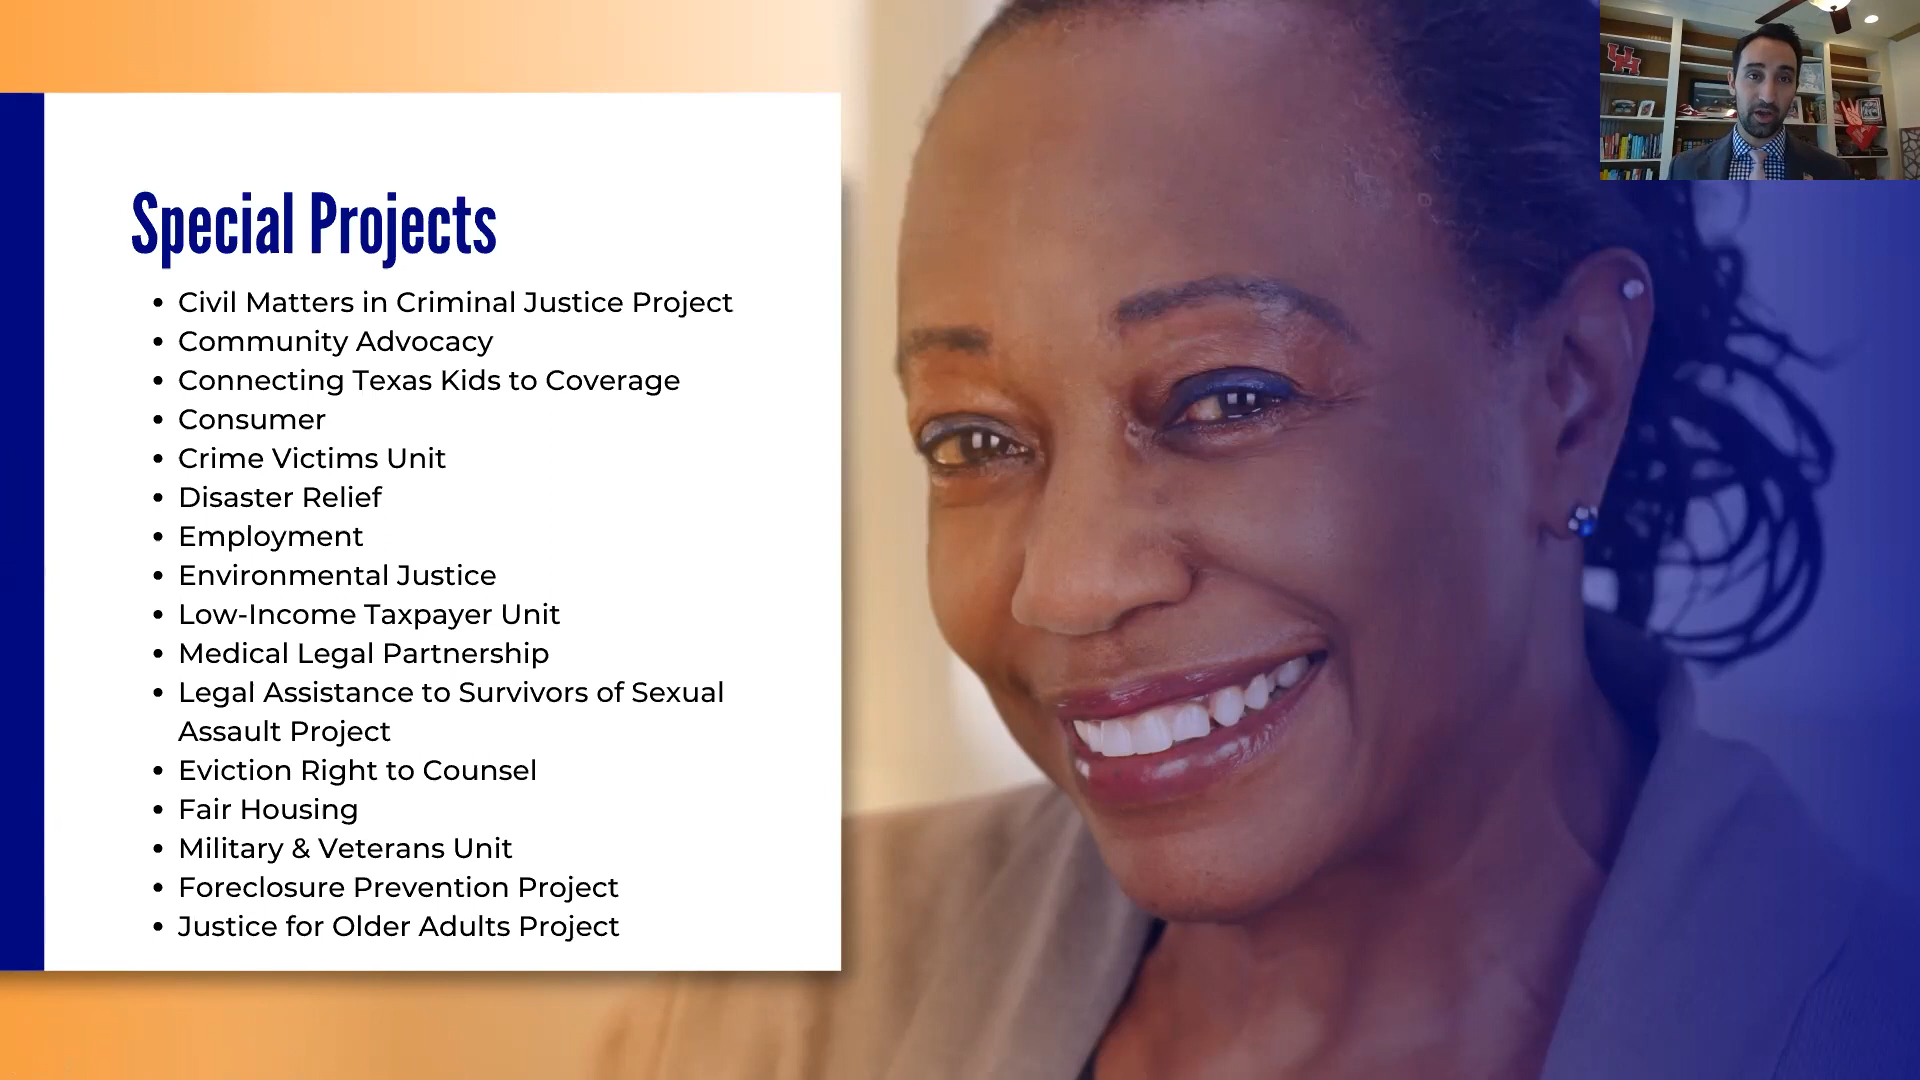 Special Projects
• Civil Matters in Criminal Justice Project
• Community Advocacy
• Connecting Texas Kids to Coverage
• Consumer
• Crime Victims Unit
• Disaster Relief
• Employment
• Environmental Justice
• Low-Income Taxpayer Unit
• Medical Legal Partnership
• Legal Assistance to Survivors of Sexual
Assault Project
• Eviction Right to Counsel
• Fair Housing
• Military & Veterans Unit
• Foreclosure Prevention Project
• Justice for Older Adults Project